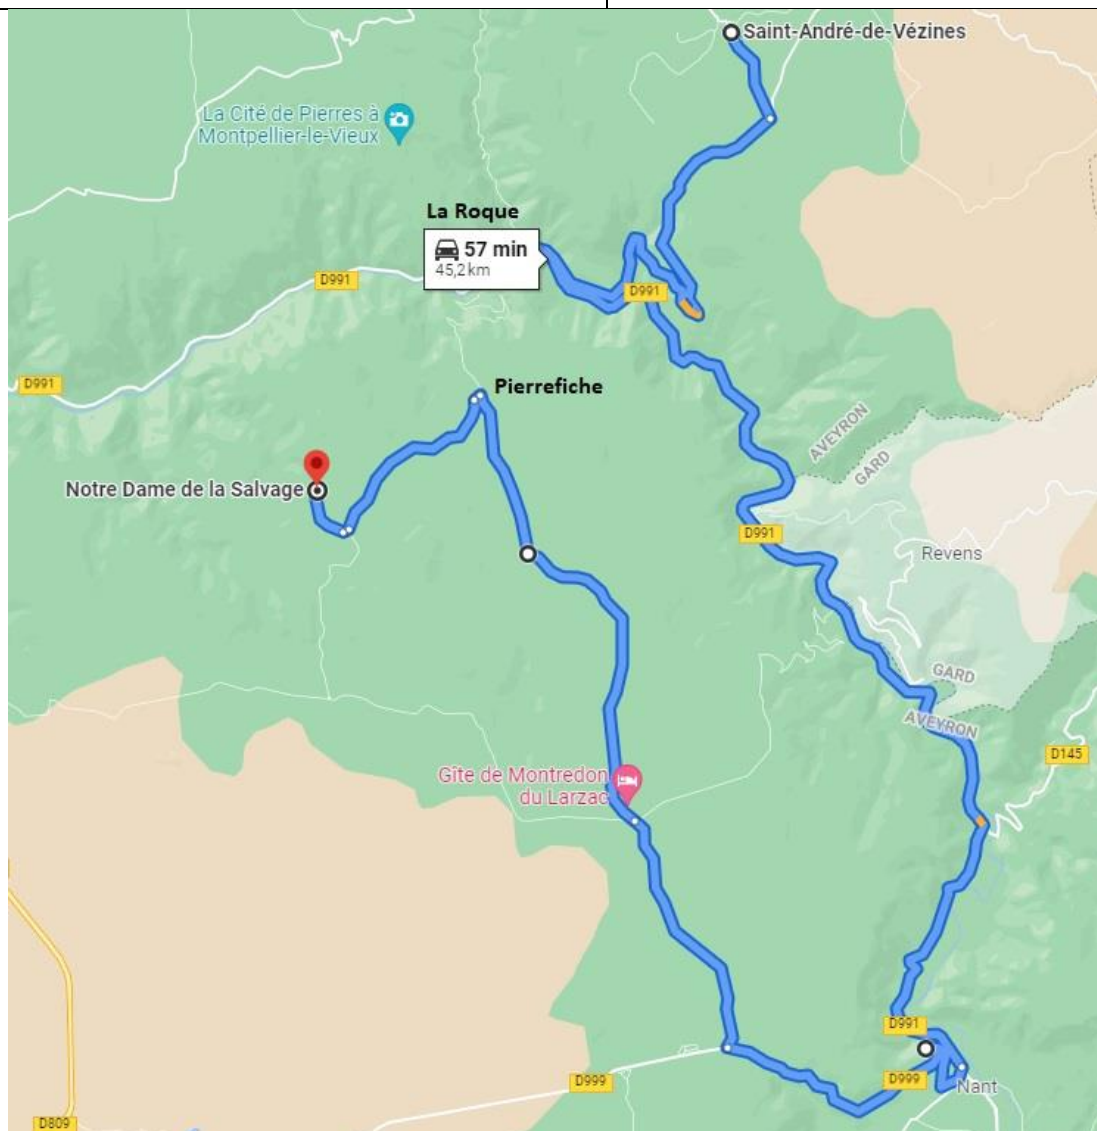 Saint-André-de-Vézines
La Cité de Pierres à
Montpellier-le-Vieux
La Roque
57 min
45,2 km
D991
D991
D991
Pierrefiche
AVEYRON
GARD
Notre Dame de la Salvage
D991
Revens
GARD
AVEYRON
D145
Gîte de Montredon
du Larzac
D991
D999
D999
Nant
D809